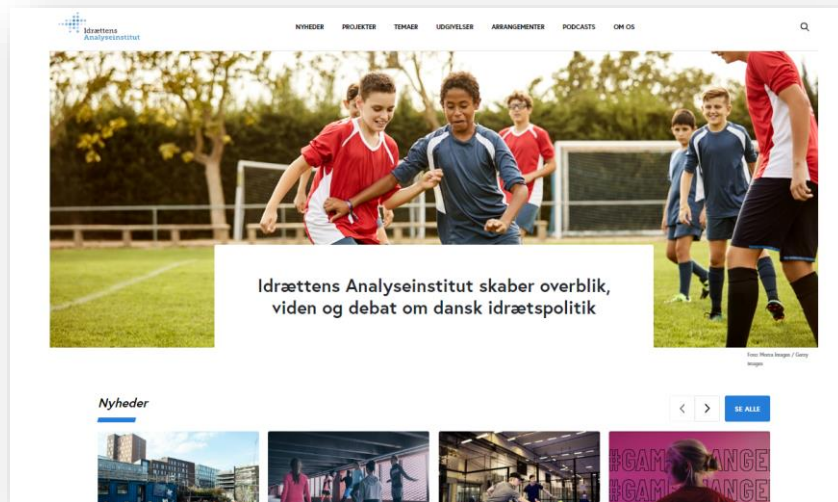 Idrættens
Analyseinstitut
NYHEDER PROJEKTER TEMAER UDGIVELSER ARRANGEMENTER PODCASTS OM OS
Idrættens Analyseinstitut skaber overblik,
viden og debat om dansk idrætspolitik
Images
Nyheder
SE ALLE